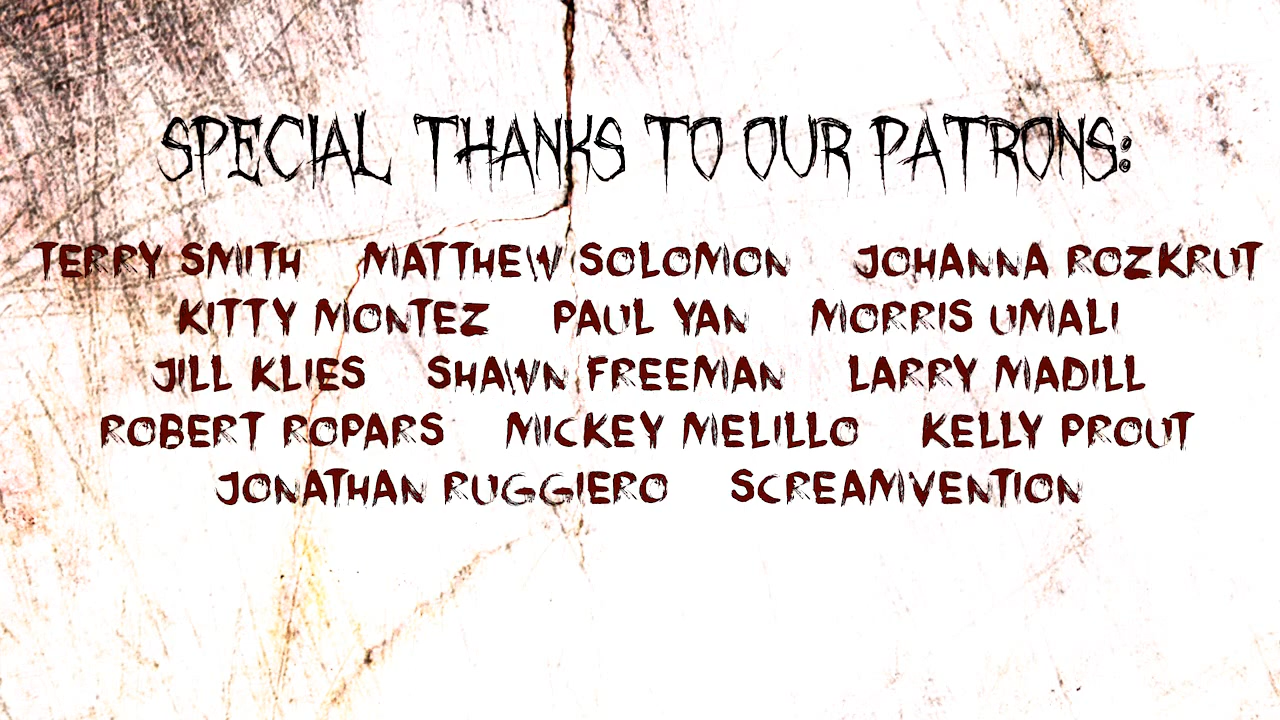 SPECIAL THANKS TO OUR PATRONS:
TERRY SMITH MATTHEW SOLOMON JOHANNA ROZKRUT
KITTY MONTEZ PAUL YAN MORRIS UMALI
JILL KLIES SHAWN FREEMAN LARRY MADILL
ROBERT ROPARS MICKEY MELILLO KELLY PROUT
JONATHAN RUGGIERO SCREAMVENTION